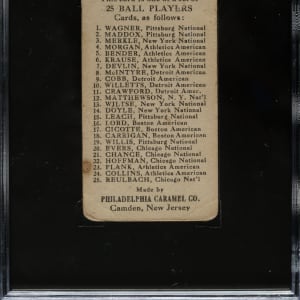 25 BALL PLAYERS
Cards, as follows:
1. WAGNER, Pittsburg National
2. MADDOX, Pittsburg National
3. MERKLE, New York National
4. MORGAN, Athletics American
5. BENDER, Athletics American
6. KRAUSE, Athletics American
7. DEVLIN, New York National
8. McINTYRE, Detroit Amer.
9. COBB, Detroit American
10. WILLETTS, Detroit Amer.
11. CRAWFORD, Detroit Amer.
12. MATTHEWSON, N. Y. Nat'l
13. WILTSE, New York National
14. DOYLE, New York National
15. LEACH, Pittsburg National
16. LORD, Boston American
17. CICOTTE, Boston American
18. CARRIGAN, Boston American
19. WILLIS, Pittsburg National
20. EVERS, Chicago National
21. CHANCE, Chicago National
22. HOFFMAN, Chicago National
23. PLANK, Athletics American
24. COLLINS, Athletics American
25. REULBACH, Chicago Nat'l
Made by
PHILADELPHIA CARAMEL CO.
Camden, New Jersey